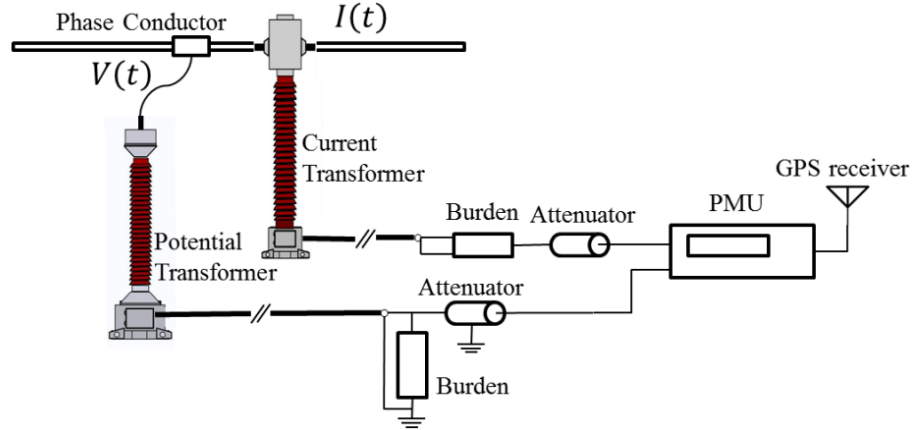 Phase Conductor
I(t)
V(t)
Current
Transformer
GPS receiver
Burden
Attenuator
PMU
Potential
Transformer
Attenuator
Burden